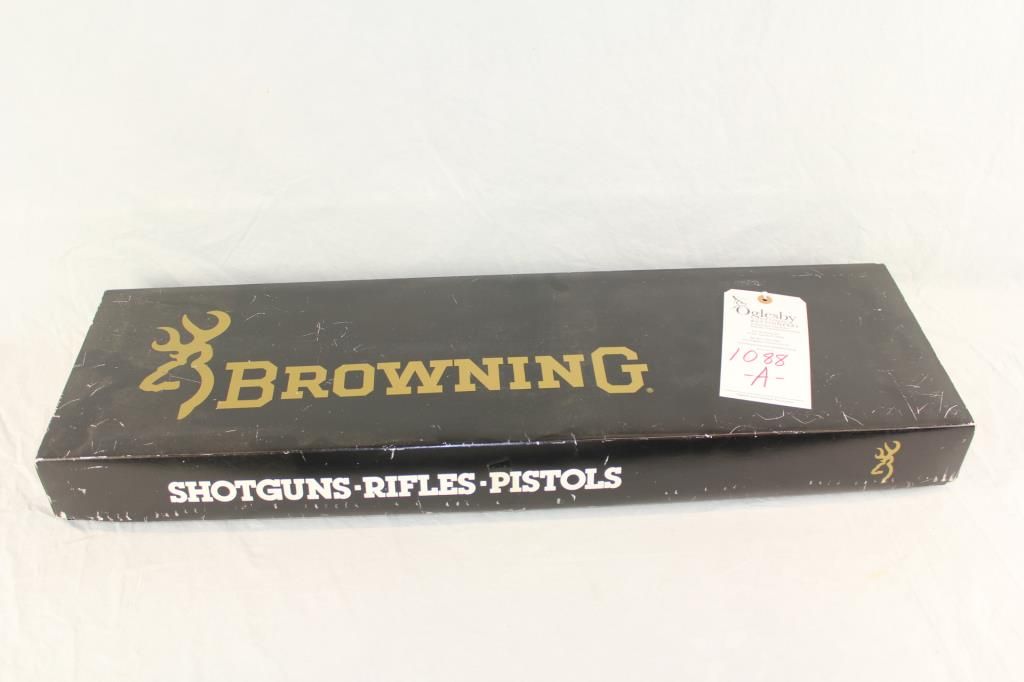 BROWNING®
Oglesby
1088
-A-
SHOTGUNS-RIFLES-PISTOLS